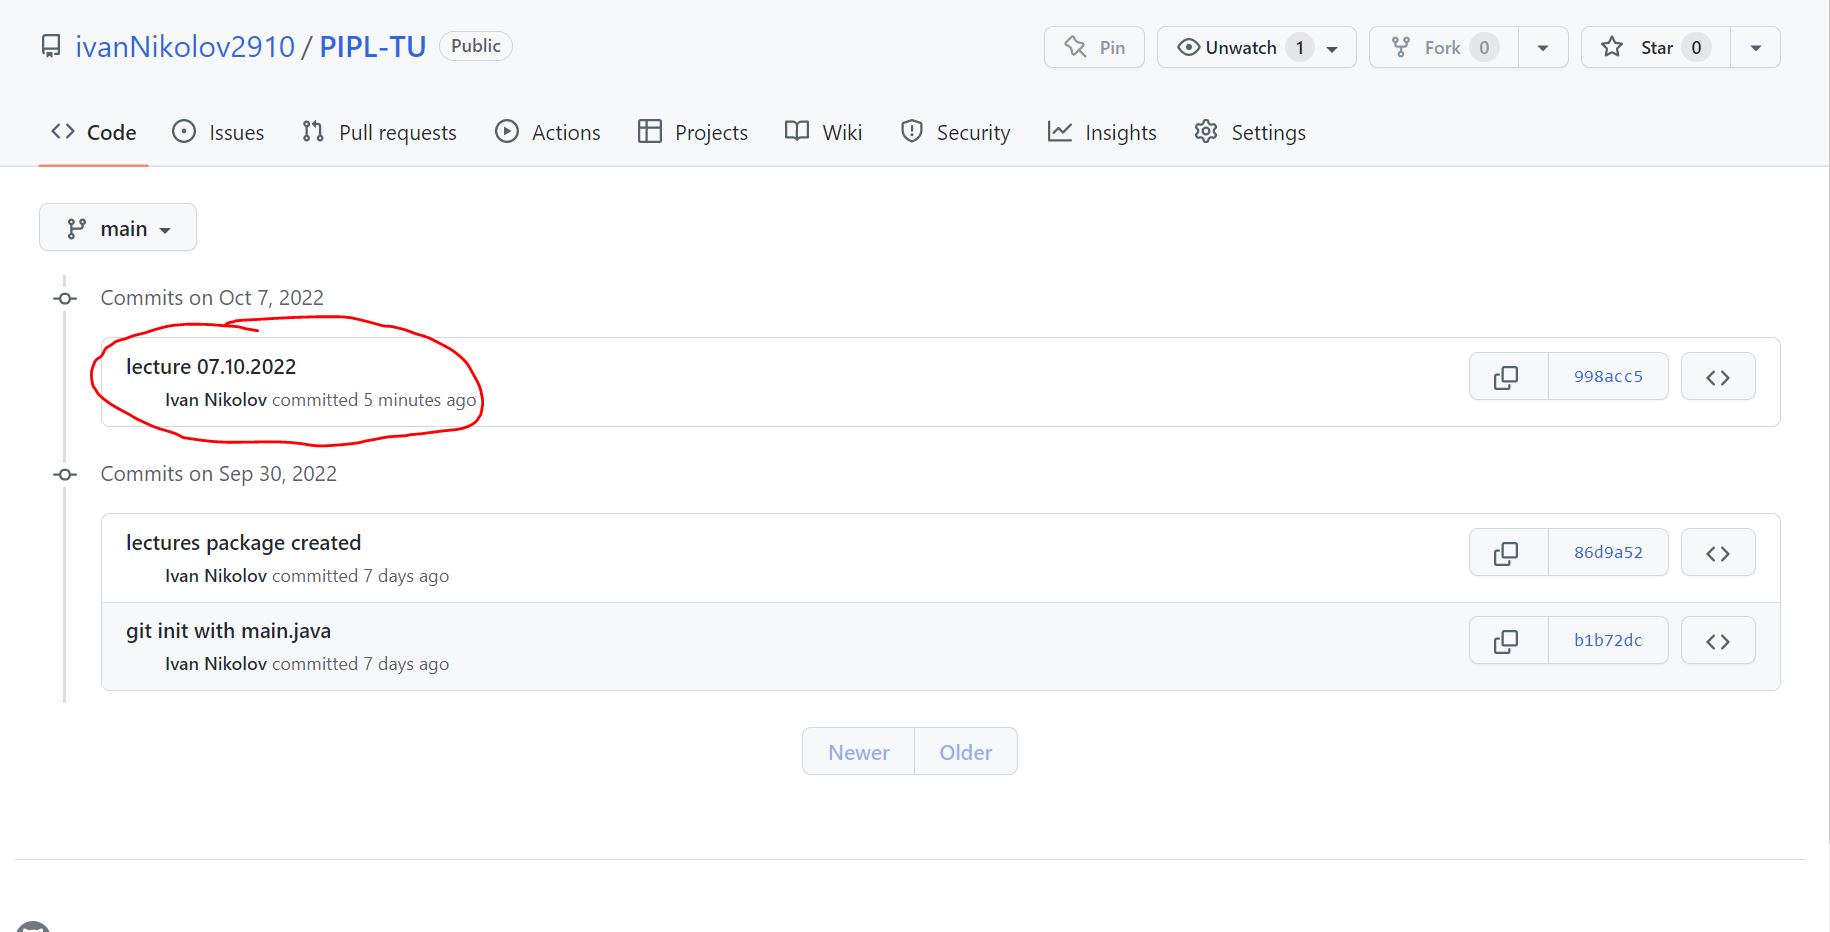 ivanNikolov2910 / PIPL-TU Public Pin Unwatch 1 Fork 0 Star 0
Code Issues Pull requests Actions Projects Wiki Security Insights Settings
main
Commits on Oct 7, 2022
lecture 07.10.2022
Ivan Nikolov committed 5 minutes ago
998acc5
Commits on Sep 30, 2022
lectures package created
Ivan Nikolov committed 7 days ago
86d9a52
git init with main.java
Ivan Nikolov committed 7 days ago
b1b72dc
Newer Older